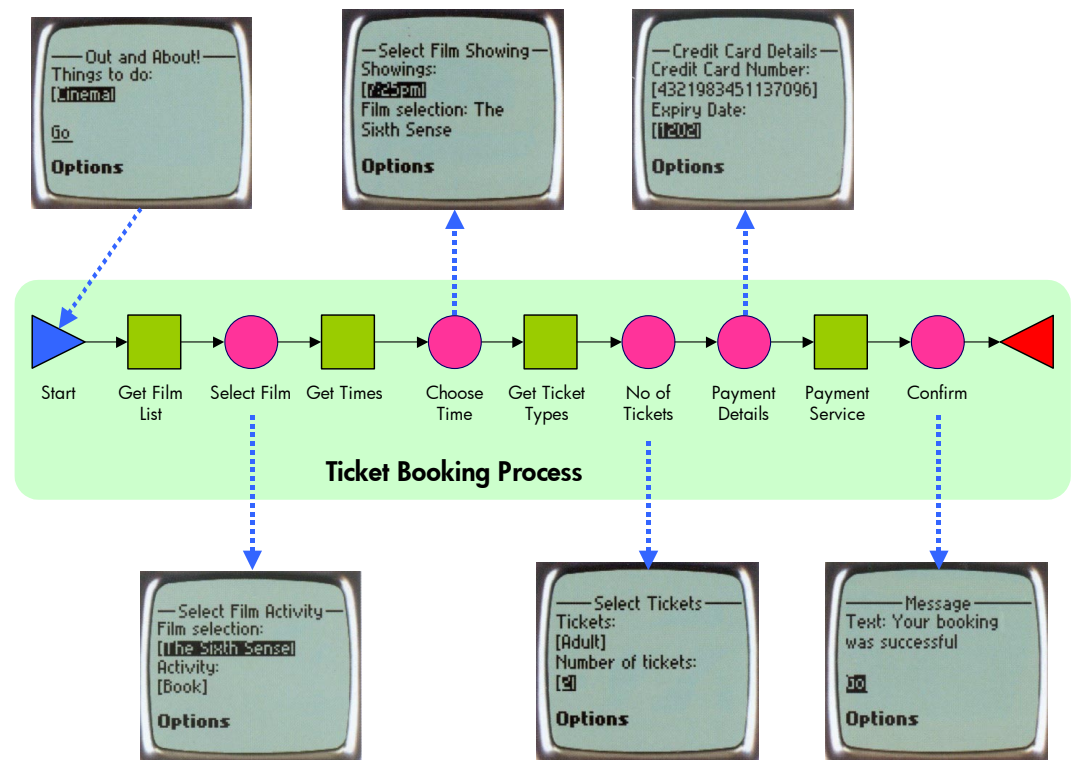 Out and About!
Things to do:
[Cinema]
Go
Options
Select Film Showing
Showings:
[7:25pm]
Film selection: The
Sixth Sense
Options
Credit Card Details
Credit Card Number:
[4321983451137096]
Expiry Date:
[1202]
Options
Start
Get Film
List
Select Film
Get Times
Choose
Time
Get Ticket
Types
No of
Tickets
Payment
Details
Payment
Service
Confirm
Ticket Booking Process
Select Film Activity
Film selection:
[The Sixth Sense]
Activity:
[Book]
Options
Select Tickets
Tickets:
[Adult]
Number of tickets:
[2]
Options
Message
Text: Your booking
was successful
Go
Options